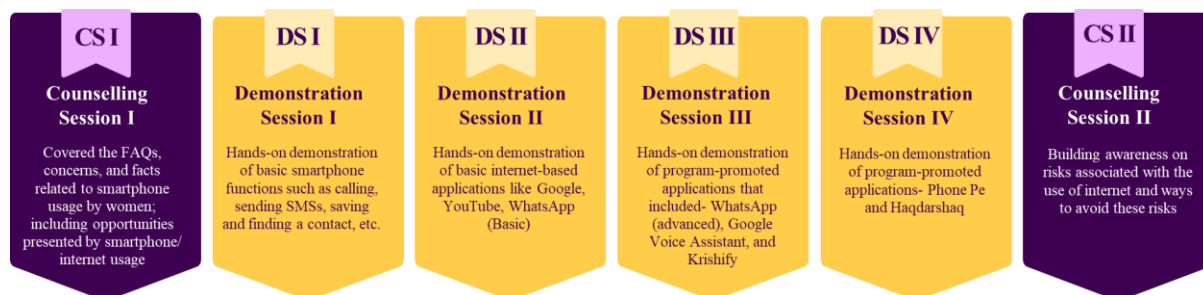 CS I
Counselling
Session I
Covered the FAQs,
concerns, and facts
related to smartphone
usage by women;
including opportunities
presented by smartphone/
internet usage
DS I
Demonstration
Session I
Hands-on demonstration
of basic smartphone
functions such as calling,
sending SMSs, saving
and finding a contact, etc.
DS II
Demonstration
Session II
Hands-on demonstration
of basic internet-based
applications like Google,
YouTube, WhatsApp
(Basic)
DS III
Demonstration
Session III
Hands-on demonstration
of program-promoted
applications that
included- WhatsApp
(advanced), Google
Voice Assistant, and
Krishify
DS IV
Demonstration
Session IV
Hands-on demonstration
of program-promoted
applications- Phone Pe
and Haqdarshaq
CS II
Counselling
Session II
Building awareness on
risks associated with the
use of internet and ways
to avoid these risks